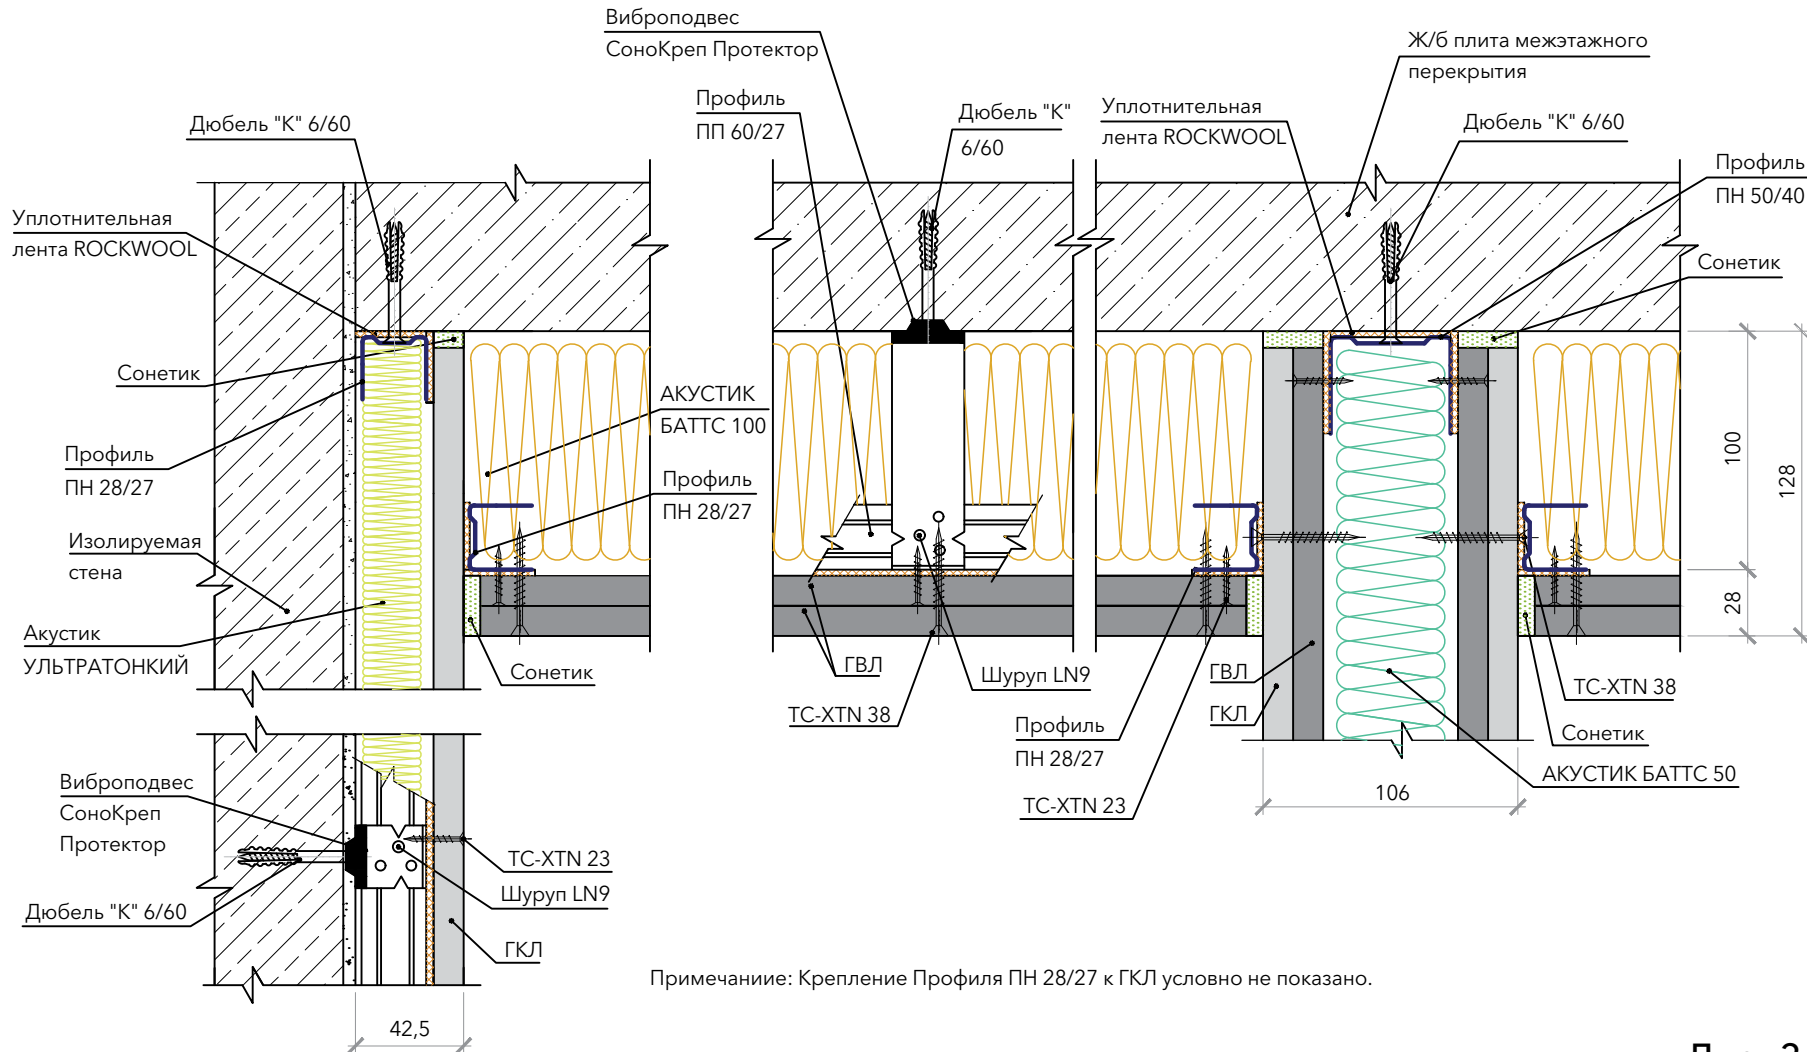 Виброподвес
СоноКреп Протектор
Ж/б плита межэтажного
перекрытия
Профиль
ПП 60/27
Дюбель "К"
6/60
Уплотнительная
лента ROCKWOOL
Дюбель "К" 6/60
Дюбель "К" 6/60
Профиль
ПН 50/40
Уплотнительная
лента ROCKWOOL
Сонетик
Сонетик
АКУСТИК
БАТТС 100
Профиль
ПН 28/27
Профиль
ПН 28/27
100
128
28
Изолируемая
стена
Акустик
УЛЬТРАТОНКИЙ
Сонетик
ГВЛ
Шуруп LN9
ТС-XTN 38
ГВЛ
ГКЛ
ТС-XTN 38
Сонетик
Профиль
ПН 28/27
ТС-XTN 23
АКУСТИК БАТТС 50
106
Виброподвес
СоноКреп
Протектор
ТС-XTN 23
Шуруп LN9
Дюбель "К" 6/60
ГКЛ
Примечаниие: Крепление Профиля ПН 28/27 к ГКЛ условно не показано.
42,5